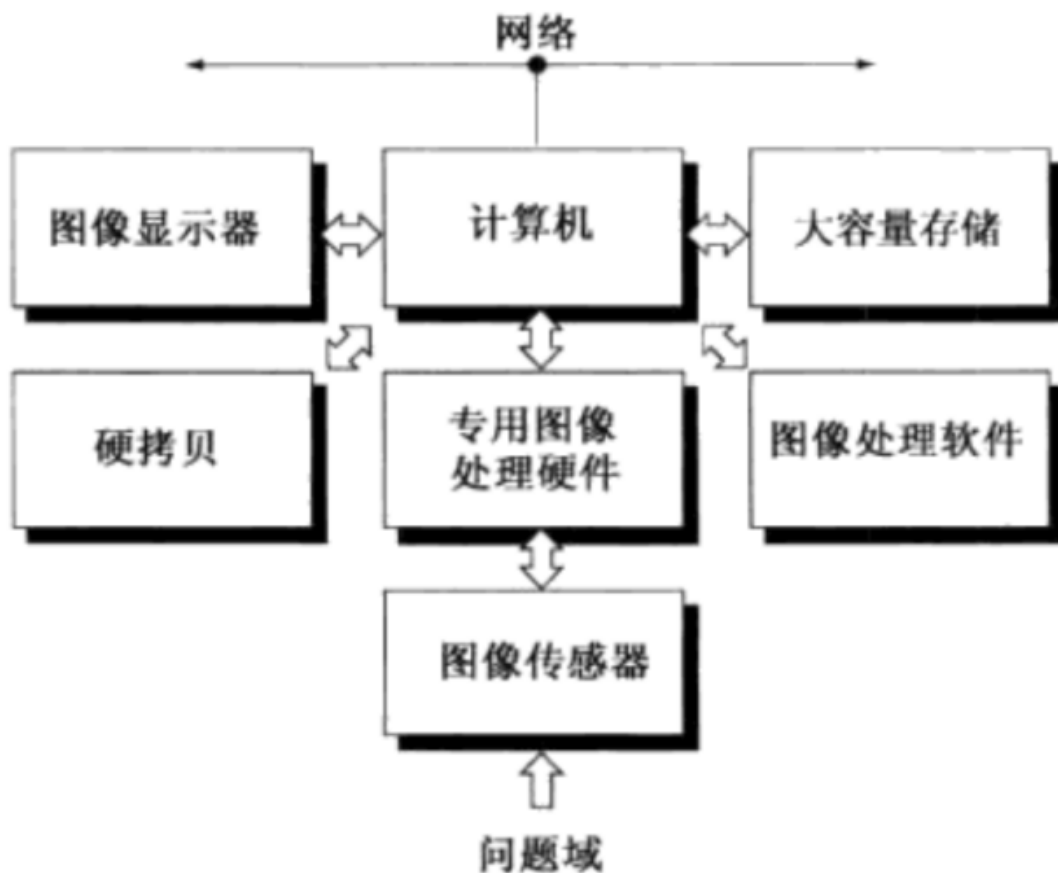 网络
图像显示器
计算机
大容量存储
硬拷贝
专用图像
处理硬件
图像处理软件
图像传感器
问题域